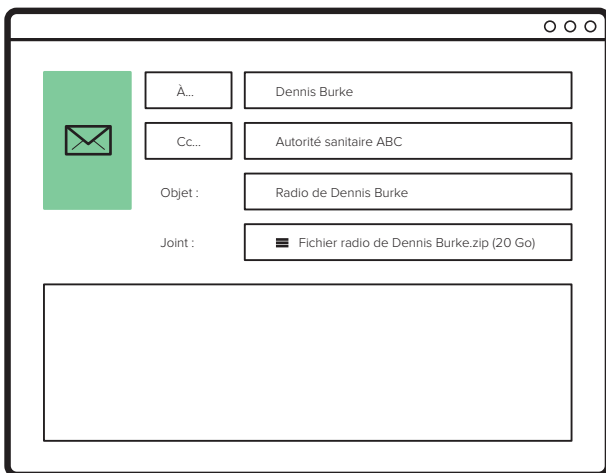 À... Dennis Burke
Cc... Autorité sanitaire ABC
Objet : Radio de Dennis Burke
Joint : Fichier radio de Dennis Burke.zip (20 Go)